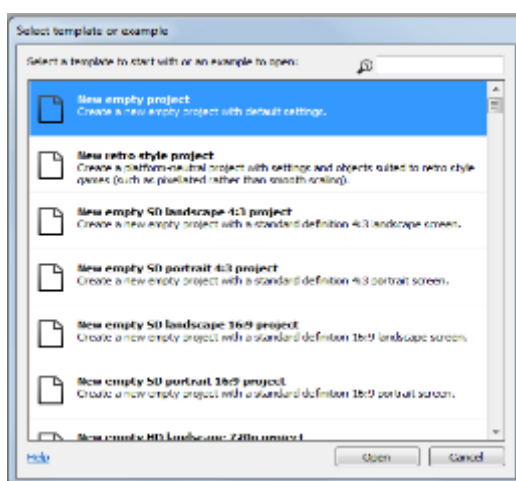 Select template or example
Select a template to start with or an example to open:
New empty project
Create a new empty project with default settings.
New retro style project
Create a platform-neutral project with settings and objects suited to retro style
games (such as pixellated rather than smooth scaling).
New empty SD landscape 4:3 project
Create a new empty project with a standard definition 4:3 landscape screen.
New empty SD portrait 4:3 project
Create a new empty project with a standard definition 4:3 portrait screen.
New empty SD landscape 16:9 project
Create a new empty project with a standard definition 16:9 landscape screen.
New empty SD portrait 16:9 project
Create a new empty project with a standard definition 16:9 portrait screen.
New empty HD landscape 720p project
Help
Open
Cancel